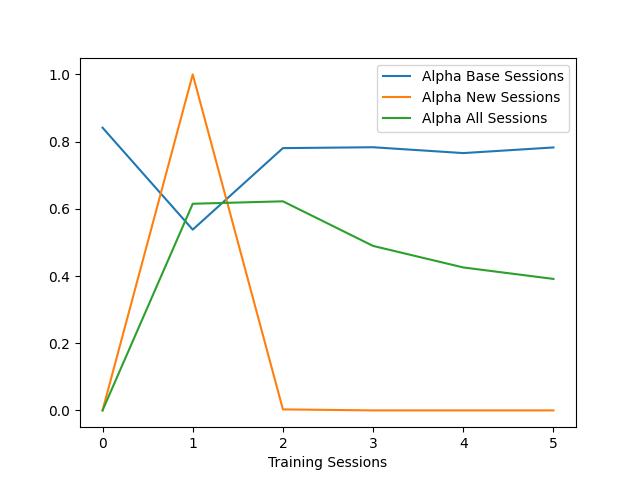 Alpha Base Sessions
Alpha New Sessions
Alpha All Sessions
1.0
0.8
0.6
0.4
0.2
0.0
0 1 2 3 4 5
Training Sessions